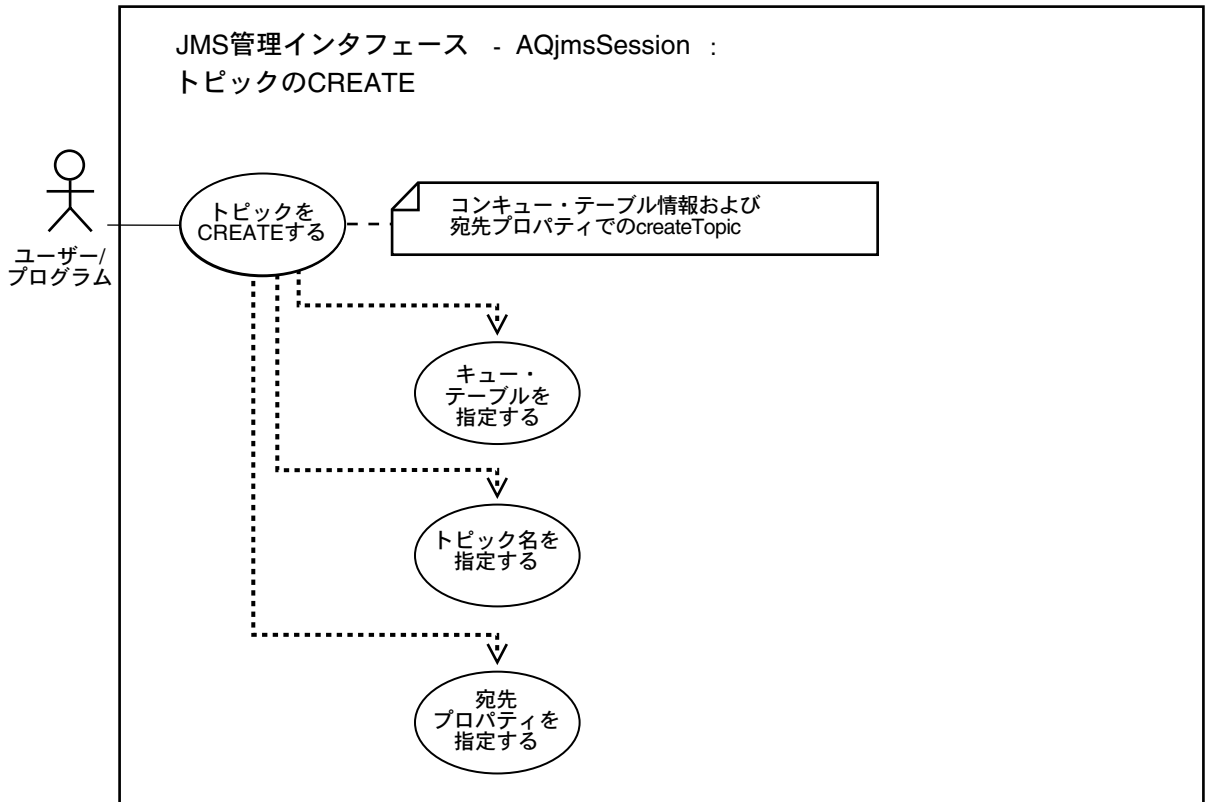 JMS管理インタフェース - AQjmsSession :
トピックのCREATE
ユーザー/
プログラム
トピックを
CREATEする
コンキュー・テーブル情報および
宛先プロパティでのcreateTopic
キュー・
テーブルを
指定する
トピック名を
指定する
宛先
プロパティを
指定する